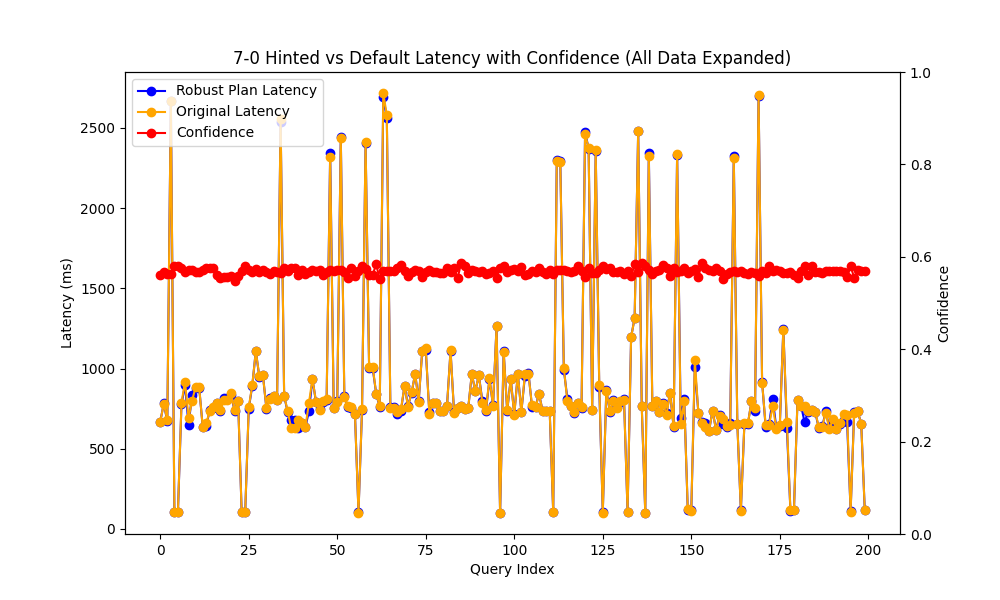 7-0 Hinted vs Default Latency with Confidence (All Data Expanded)
Robust Plan Latency
Original Latency
Confidence
Latency (ms)
2500
2000
1500
1000
500
0
1.0
0.8
0.6
0.4
0.2
0.0
Confidence
0 25 50 75 100 125 150 175 200
Query Index